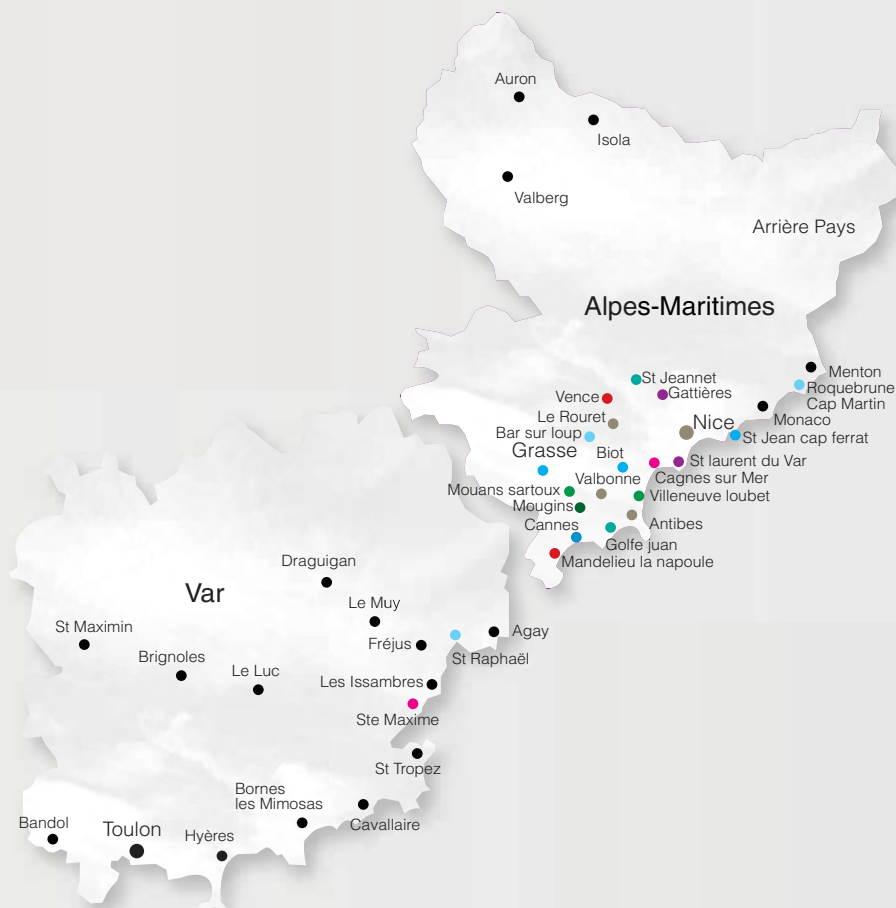 Auron
Isola
Valberg
Arrière Pays
Alpes-Maritimes
Menton
Roquebrune
Cap Martin
Monaco
St Jean cap ferrat
St Jeannet
Gattières
Vence
Le Rouret
Nice
Bar sur loup
Grasse
Biot
St laurent du Var
Cagnes sur Mer
Valbonne
Mouans sartoux
Villeneuve loubet
Mougins
Cannes
Antibes
Golfe juan
Mandelieu la napoule
Var
Draguigan
Le Muy
St Maximin
Fréjus
Agay
St Raphaël
Brignoles
Le Luc
Les Issambres
Ste Maxime
St Tropez
Bornes
les Mimosas
Cavallaire
Bandol
Toulon
Hyères